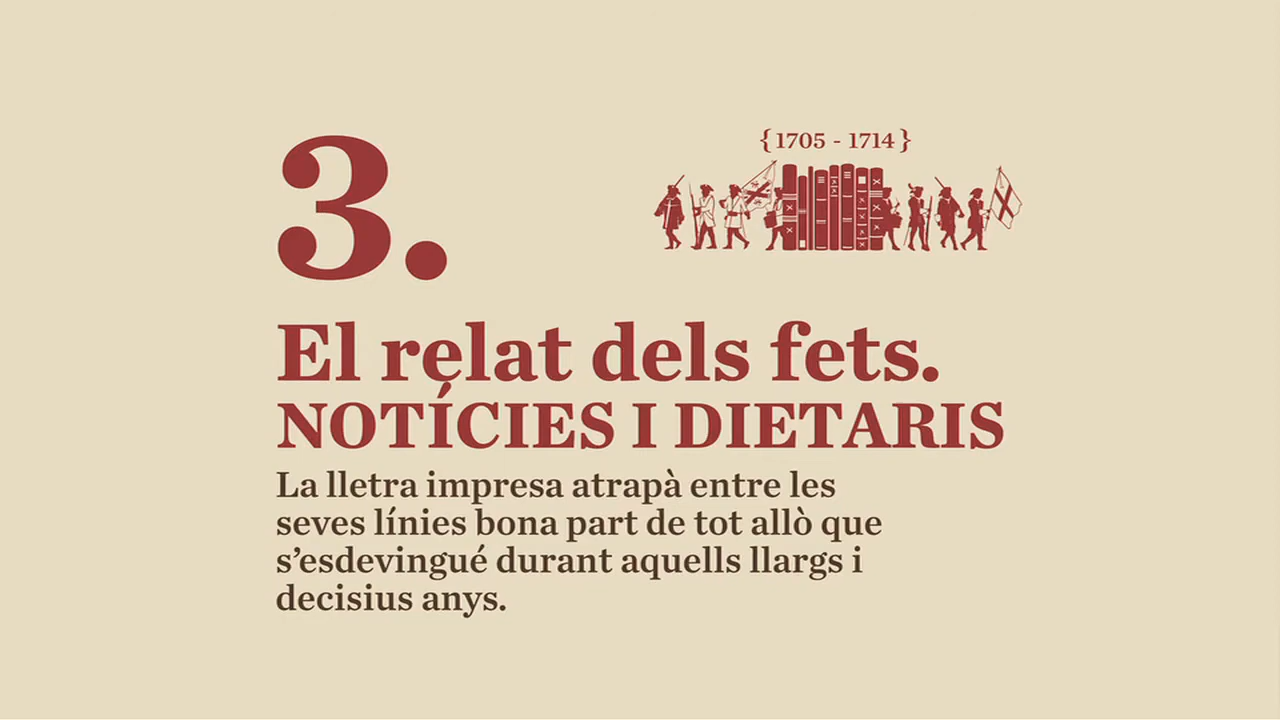 3.
{1705 - 1714}
El relat dels fets.
NOTÍCIES I DIETARIS
La lletra impresa atrapà entre les
seves línies bona part de tot allò que
s’esdevingué durant aquells llargs i
decisius anys.